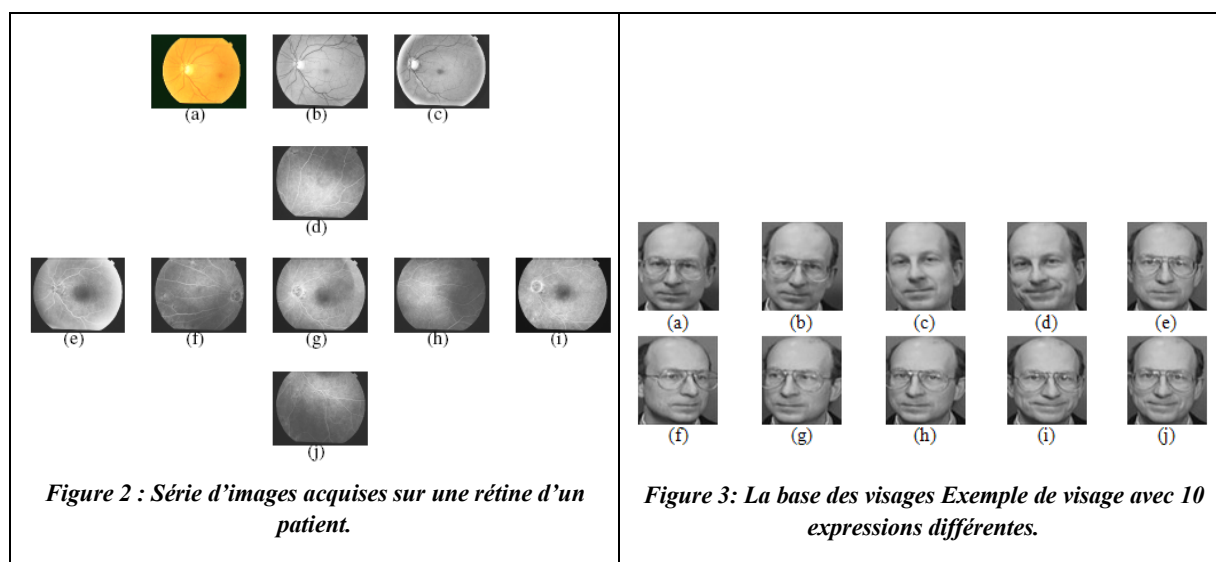 (a) (b) (c)
(d)
(e) (f) (g) (h) (i)
(j)
Figure 2 : Série d'images acquises sur une rétine d'un
patient.
(a) (b) (c) (d) (e)
(f) (g) (h) (i) (j)
Figure 3: La base des visages Exemple de visage avec 10
expressions différentes.